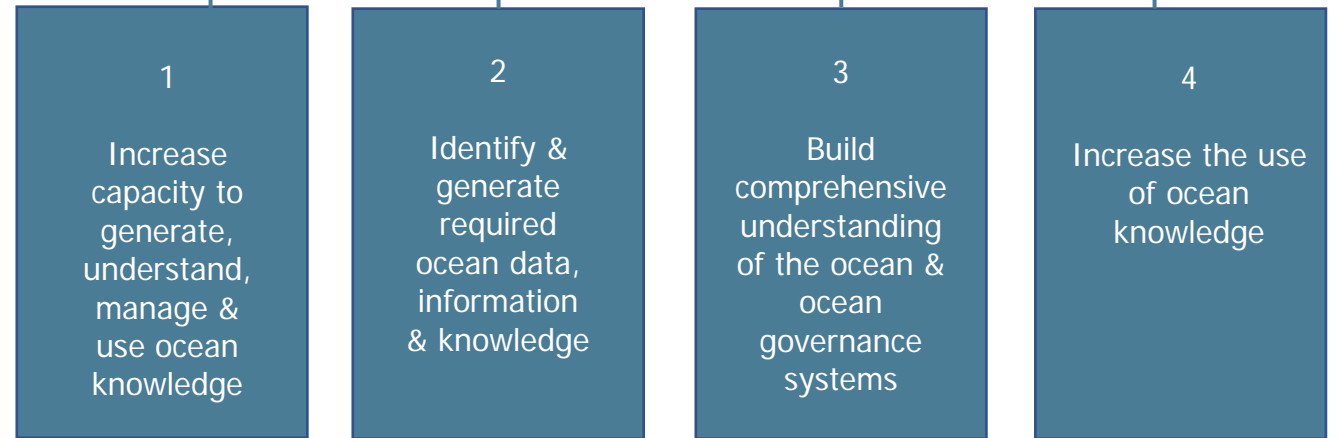 1
Increase
capacity to
generate,
understand,
manage &
use ocean
knowledge
2
Identify &
generate
required
ocean data,
information
& knowledge
3
Build
comprehensive
understanding
of the ocean &
ocean
governance
systems
4
Increase the use
of ocean
knowledge